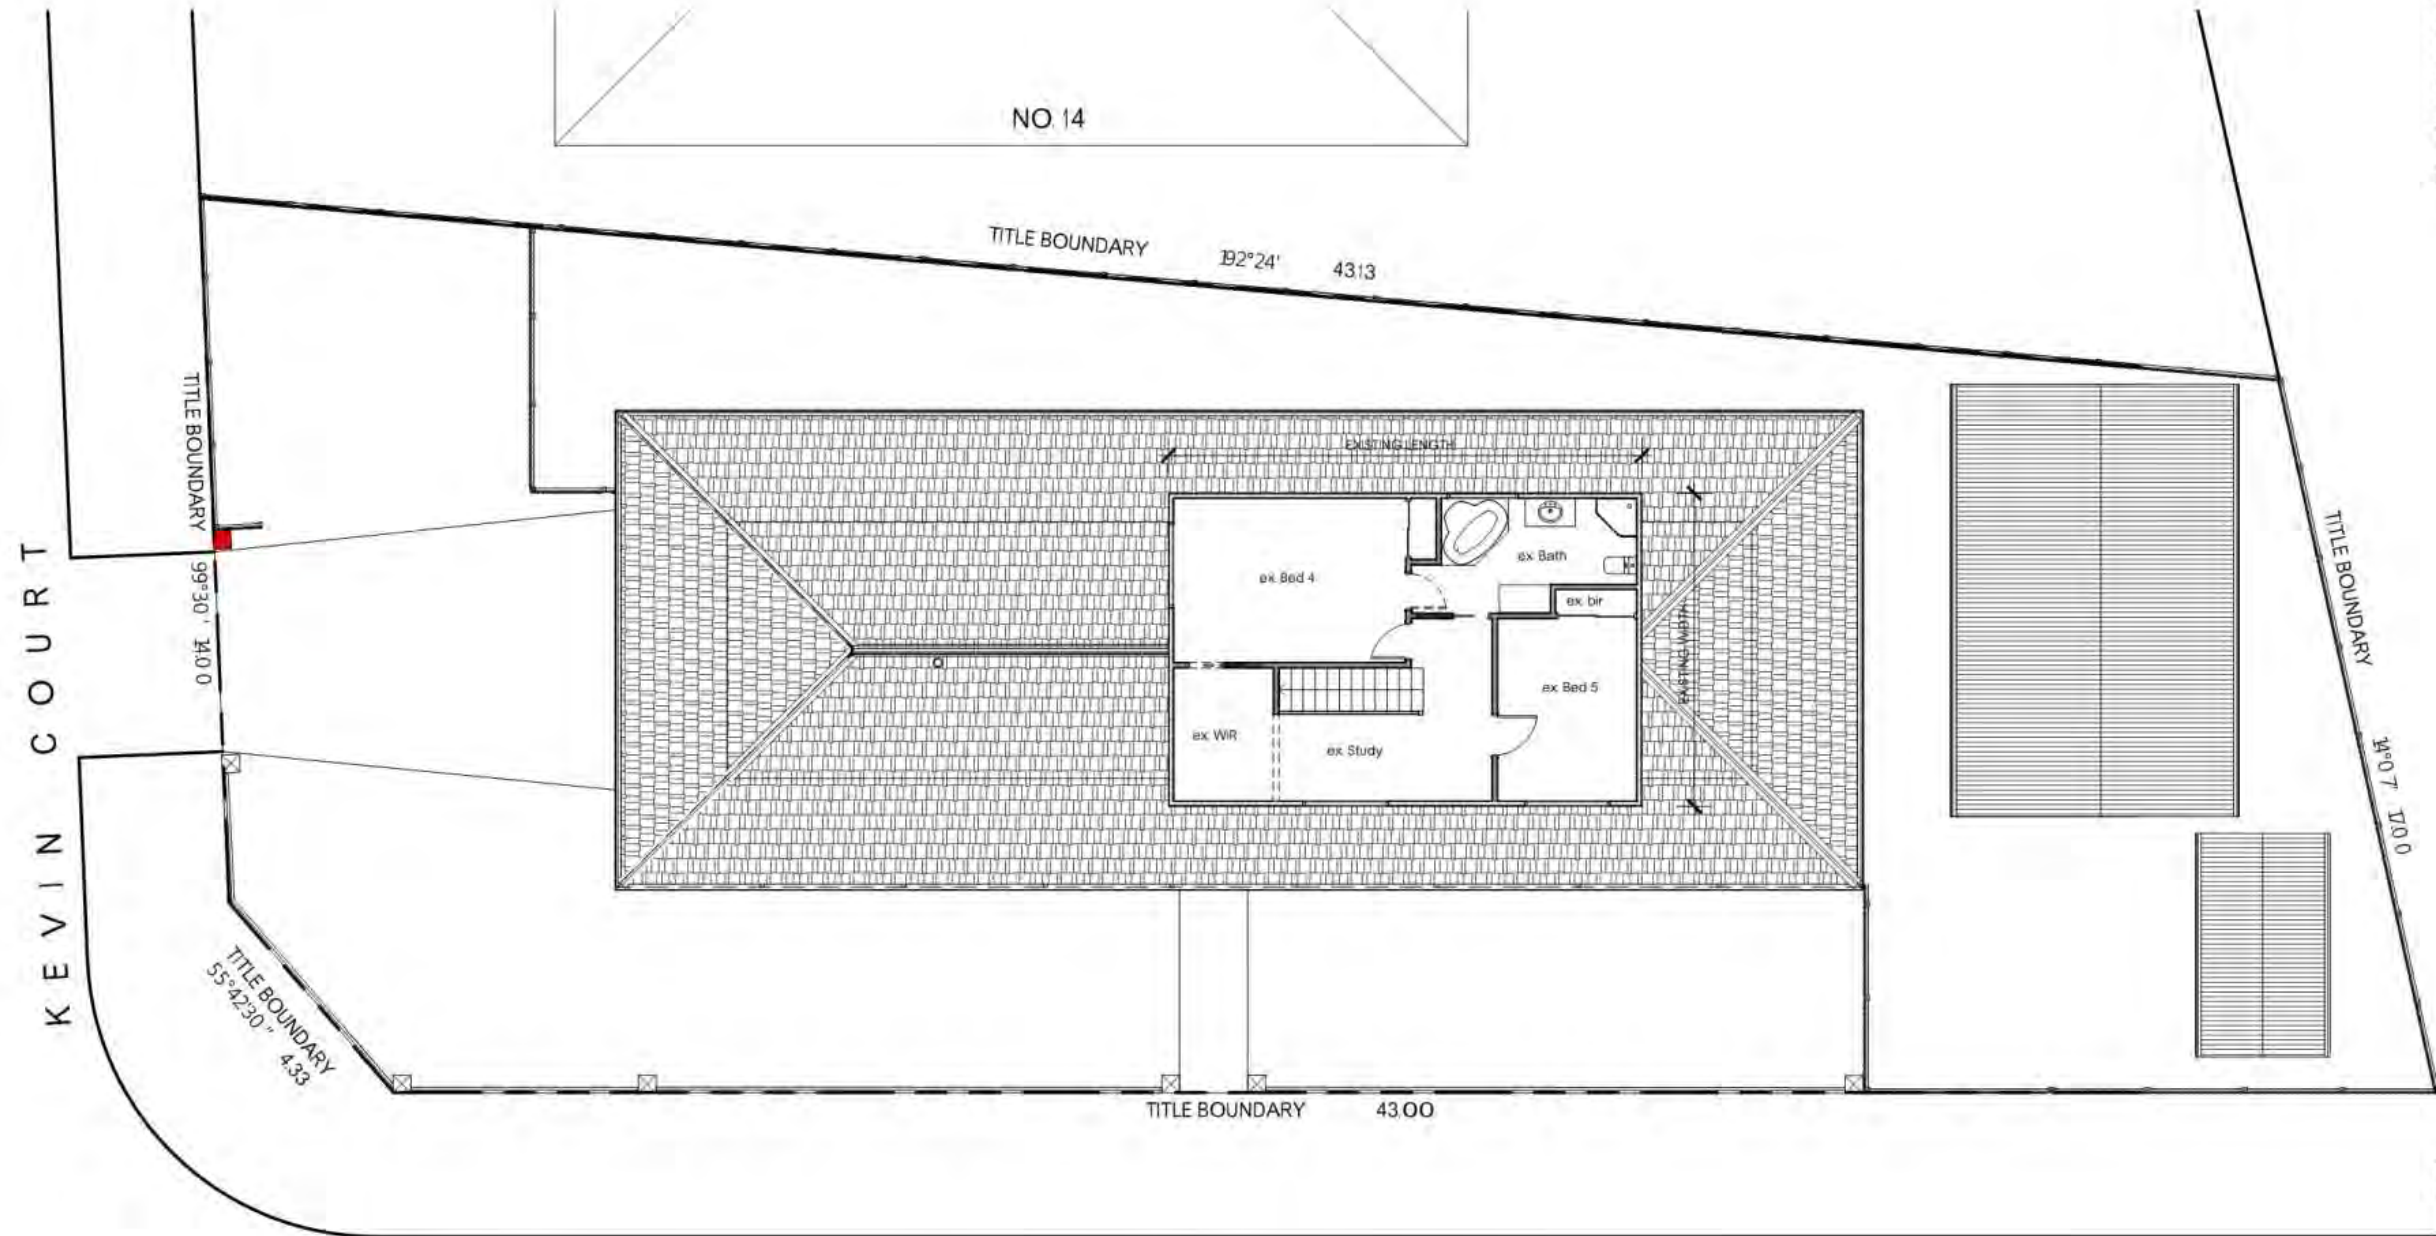 NO. 14
TITLE BOUNDARY 192°24' 43.13
TITLE BOUNDARY
99°30' 14.00
KEVIN COURT
EXISTING LENGTH
EXISTING WIDTH
ex. Bed 4
ex. Bath
ex. bir
ex. Bed 5
ex. WiR
ex. Study
TITLE BOUNDARY
14°07' 17.00
TITLE BOUNDARY
55°42'30" 4.33
TITLE BOUNDARY 43.00